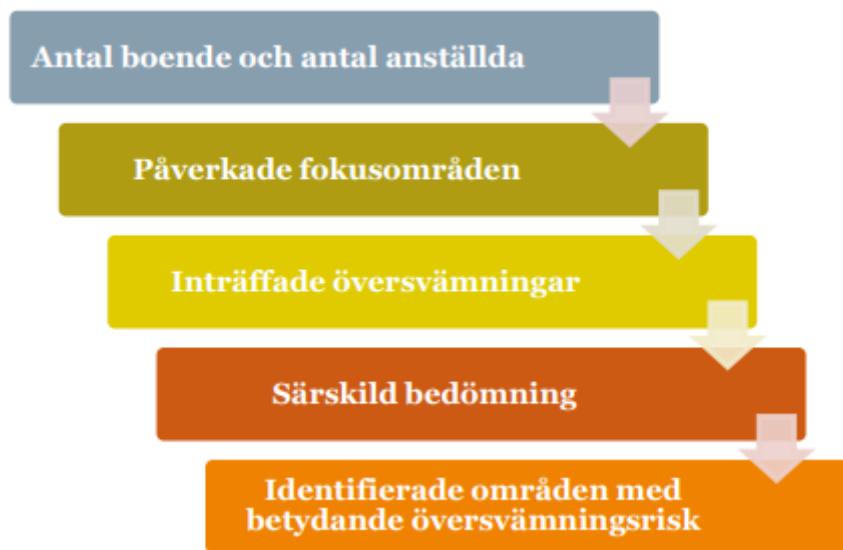 Antal boende och antal anställda
Påverkade fokusområden
Inträffade översvämningar
Särskild bedömning
Identifierade områden med
betydande översvämningsrisk